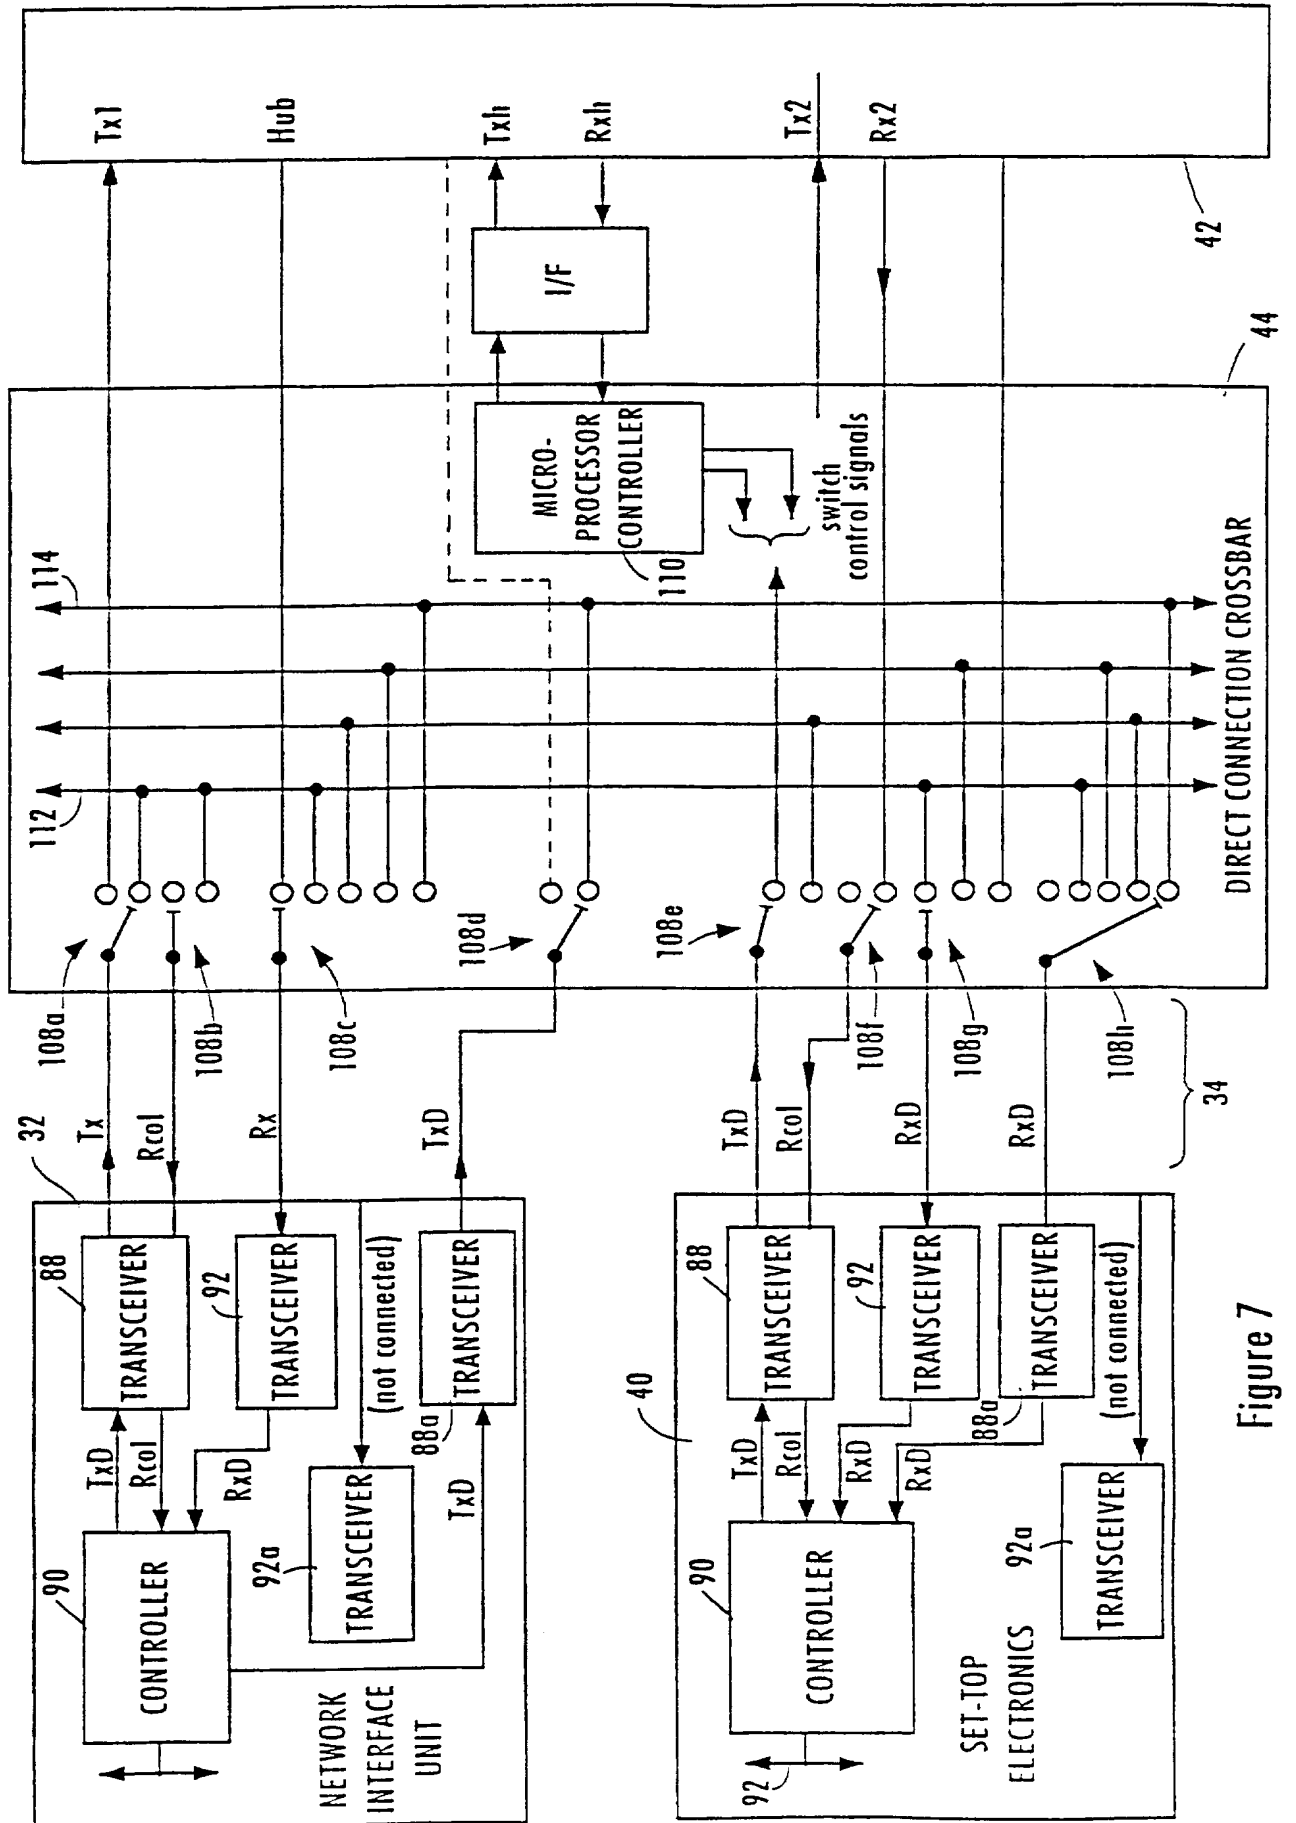 Tx1
Hub
Txh
Rxh
Tx2
Rx2
42
I/F
44
MICRO-
PROCESSOR
CONTROLLER
110
switch
control signals
114
112
DIRECT CONNECTION CROSSBAR
108a
108b
108c
108d
108e
108f
108g
108h
34
32
Tx
Rcol
Rx
TxD
TxD
Rcol
RxD
RxD
88
TRANSCEIVER
92
TRANSCEIVER
(not connected)
88a
TRANSCEIVER
TxD
Rcol
RxD
TxD
92a
TRANSCEIVER
90
CONTROLLER
NETWORK
INTERFACE
UNIT
40
88
TRANSCEIVER
92
TRANSCEIVER
88a
TRANSCEIVER
(not connected)
TxD
Rcol
RxD
RxD
90
CONTROLLER
92
92a
TRANSCEIVER
SET-TOP
ELECTRONICS
Figure 7